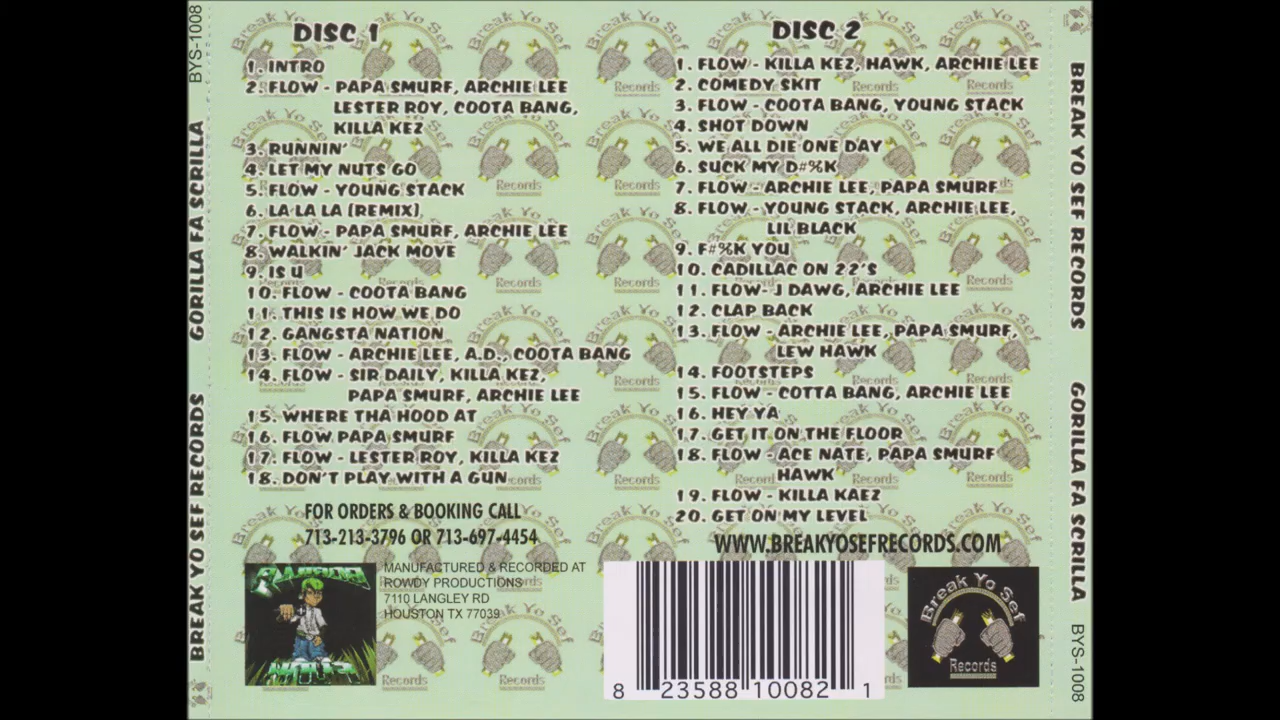 BYS-1008
GORILLA FA SCRILLA
BREAK YO SEF RECORDS
DISC 1
1. INTRO
2. FLOW - PAPA SMURF, ARCHIE LEE
LESTER ROY, COOTA BANG,
KILLA KEZ
3. RUNNIN'
4. LET MY NUTS GO
5. FLOW - YOUNG STACK
6. LA LA LA (REMIX)
7. FLOW - PAPA SMURF, ARCHIE LEE
8. WALKIN' JACK MOVE
9. IS U
10. FLOW - COOTA BANG
11. THIS IS HOW WE DO
12. GANGSTA NATION
13. FLOW - ARCHIE LEE, A.D., COOTA BANG
14. FLOW - SIR DAILY, KILLA KEZ,
PAPA SMURF, ARCHIE LEE
15. WHERE THA HOOD AT
16. FLOW PAPA SMURF
17. FLOW - LESTER ROY, KILLA KEZ
18. DON'T PLAY WITH A GUN
FOR ORDERS & BOOKING CALL
713-213-3796 OR 713-697-4454
MANUFACTURED & RECORDED AT
ROWDY PRODUCTIONS
7110 LANGLEY RD
HOUSTON TX 77039
DISC 2
1. FLOW - KILLA KEZ, HAWK, ARCHIE LEE
2. COMEDY SKIT
3. FLOW - COOTA BANG, YOUNG STACK
4. SHOT DOWN
5. WE ALL DIE ONE DAY
6. SUCK MY D#%K
7. FLOW - ARCHIE LEE, PAPA SMURF
8. FLOW - YOUNG STACK, ARCHIE LEE,
LIL BLACK
9. F#%K YOU
10. CADILLAC ON 22'S
11. FLOW- J DAWG, ARCHIE LEE
12. CLAP BACK
13. FLOW - ARCHIE LEE, PAPA SMURF,
LEW HAWK
14. FOOTSTEPS
15. FLOW - COTTA BANG, ARCHIE LEE
16. HEY YA
17. GET IT ON THE FLOOR
18. FLOW - ACE NATE, PAPA SMURF
HAWK
19. FLOW - KILLA KAEZ
20. GET ON MY LEVEL
WWW.BREAKYOSEFRECORDS.COM
8 23588 10082 1
Break Yo Sef
Records
BREAK YO SEF RECORDS
GORILLA FA SCRILLA
BYS-1008